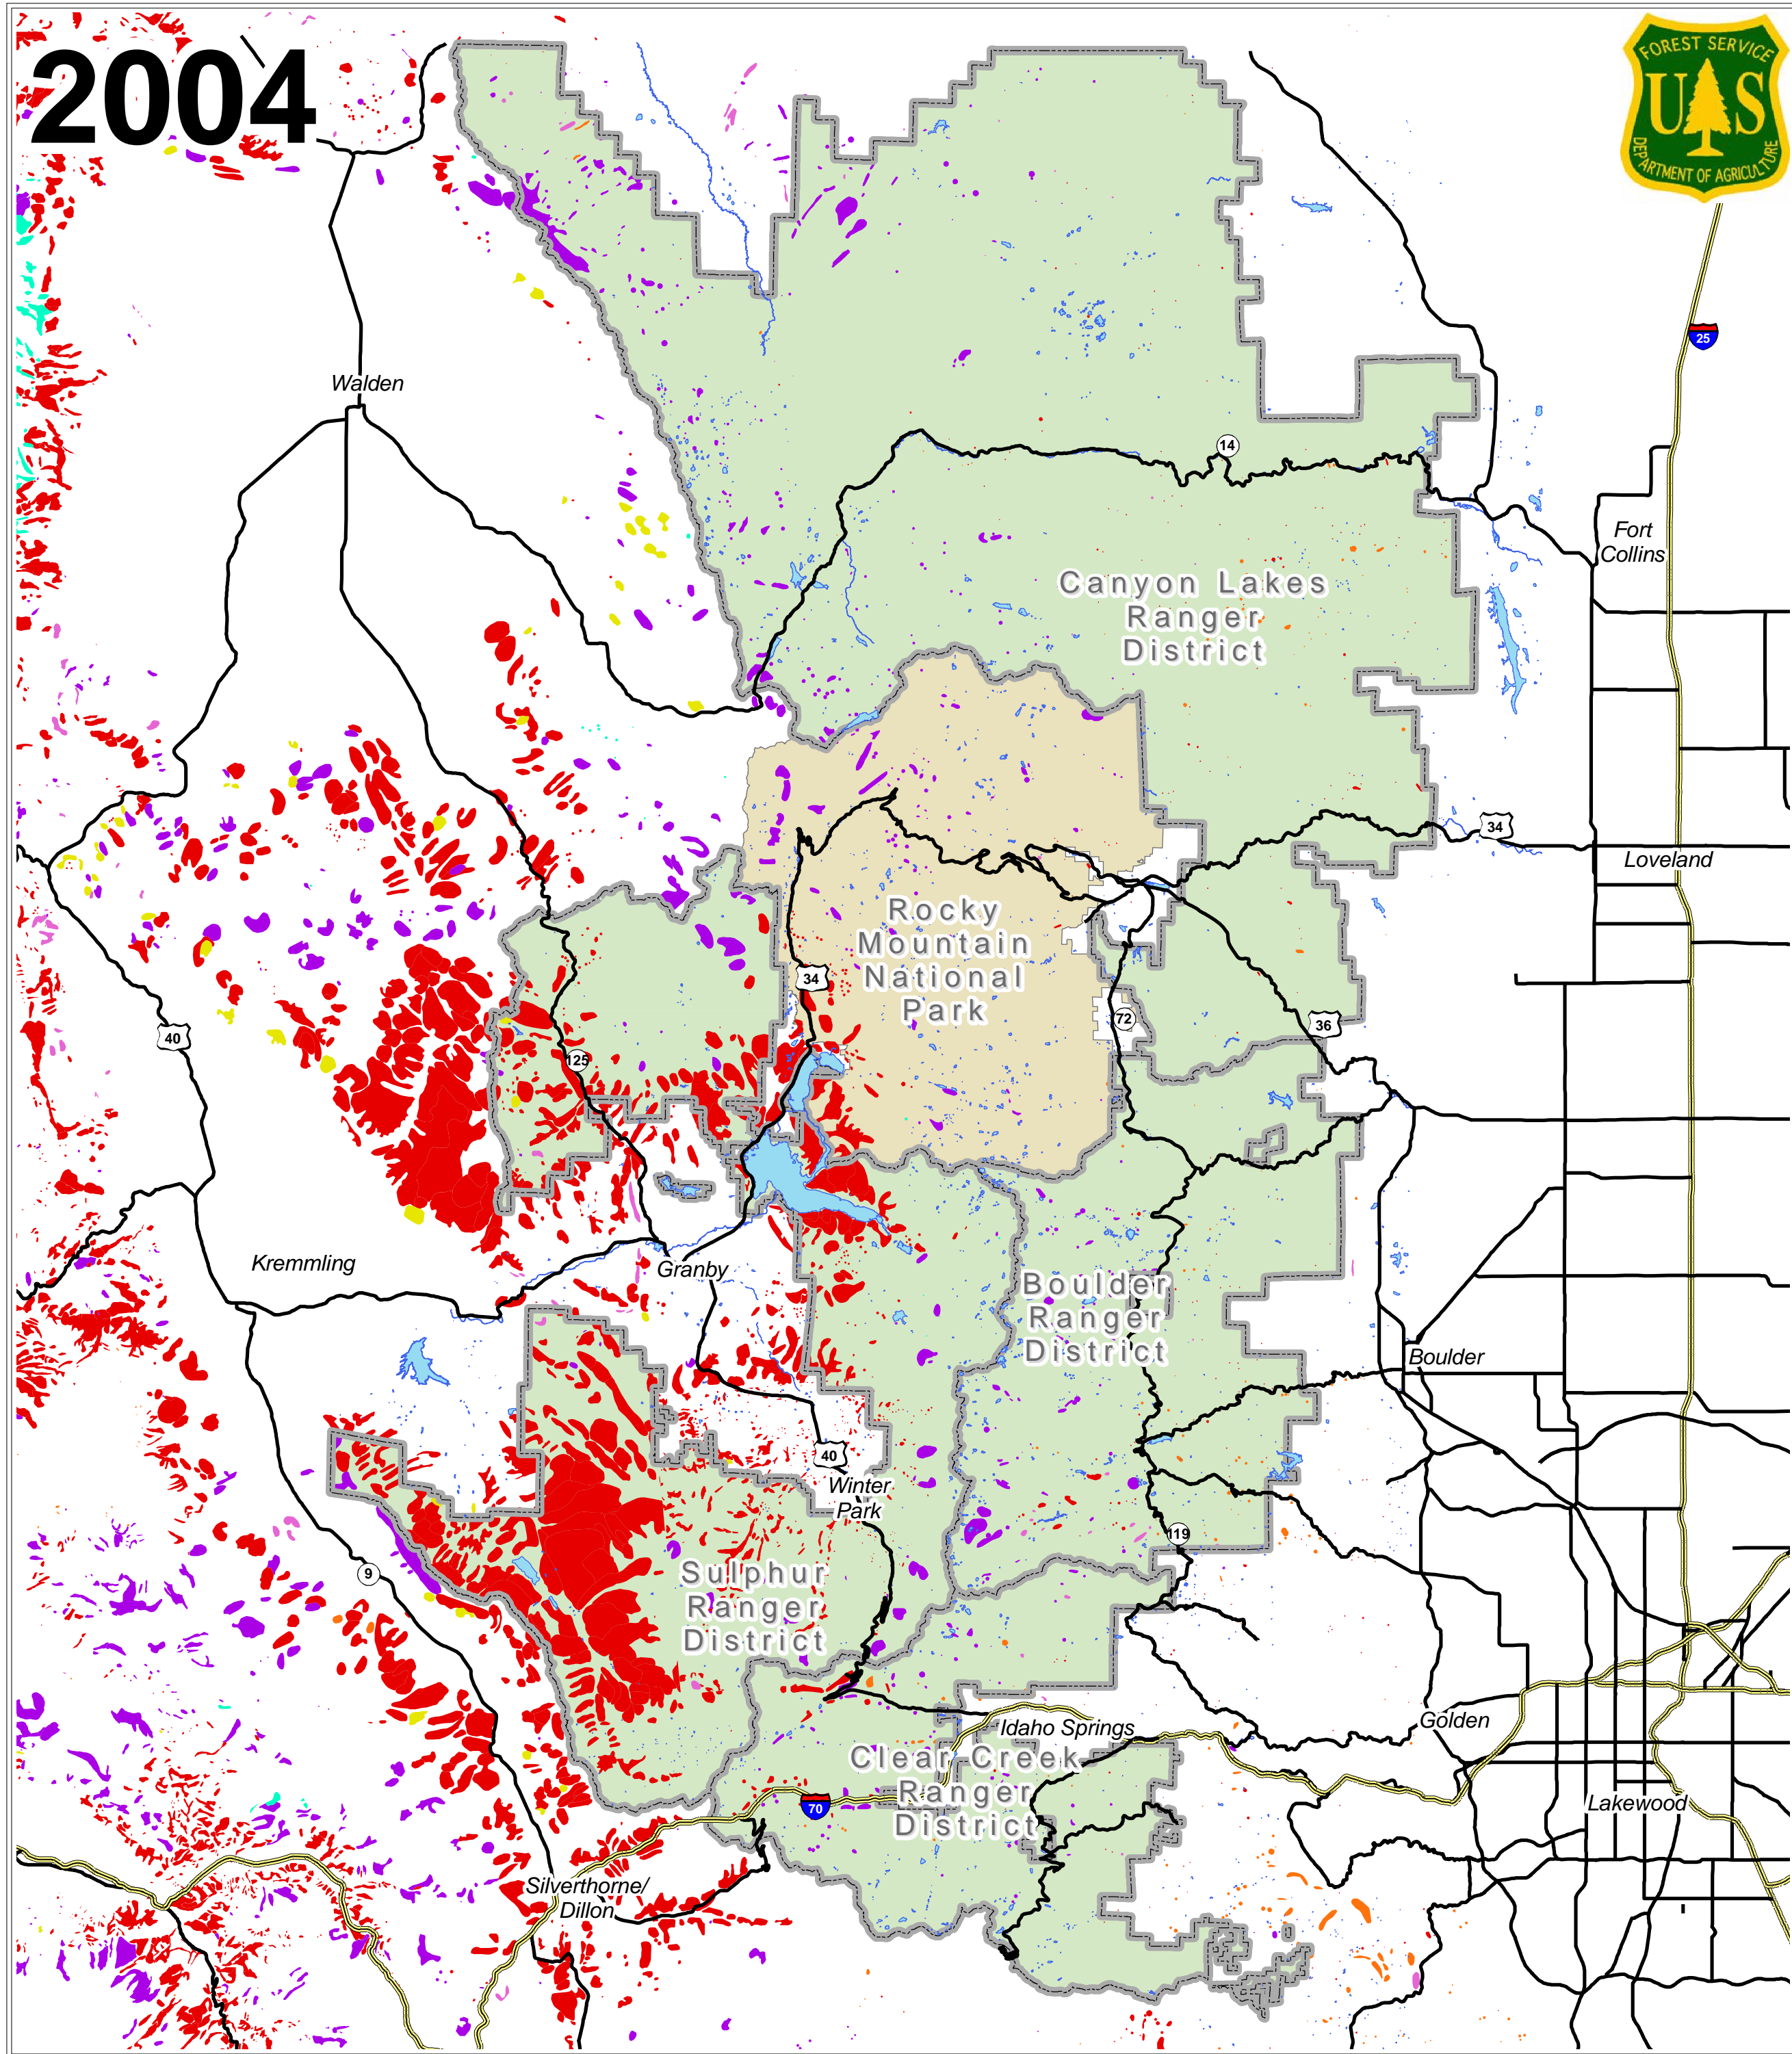 2004
FOREST SERVICE
U S
DEPARTMENT OF AGRICULTURE
25
Walden
14
Fort
Collins
Canyon Lakes
Ranger
District
34
Loveland
Rocky
Mountain
National
Park
34
40
72
36
125
Kremmling
Granby
Boulder
Ranger
District
Boulder
40
Winter
Park
119
9
Sulphur
Ranger
District
Idaho Springs
Golden
Clear Creek
Ranger
District
70
Lakewood
Silverthorne/
Dillon